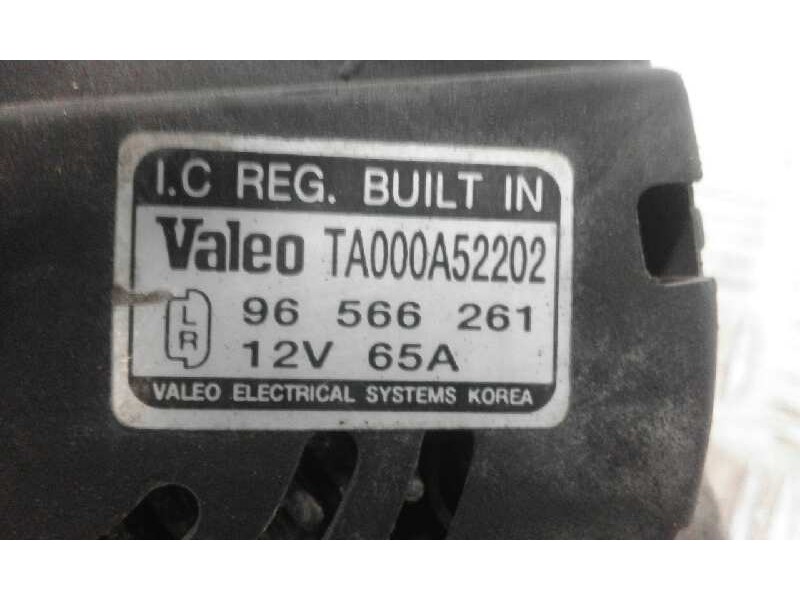 I.C REG. BUILT IN
Valeo TA000A52202
L 96 566 261
R 12V 65A
VALEO ELECTRICAL SYSTEMS KOREA